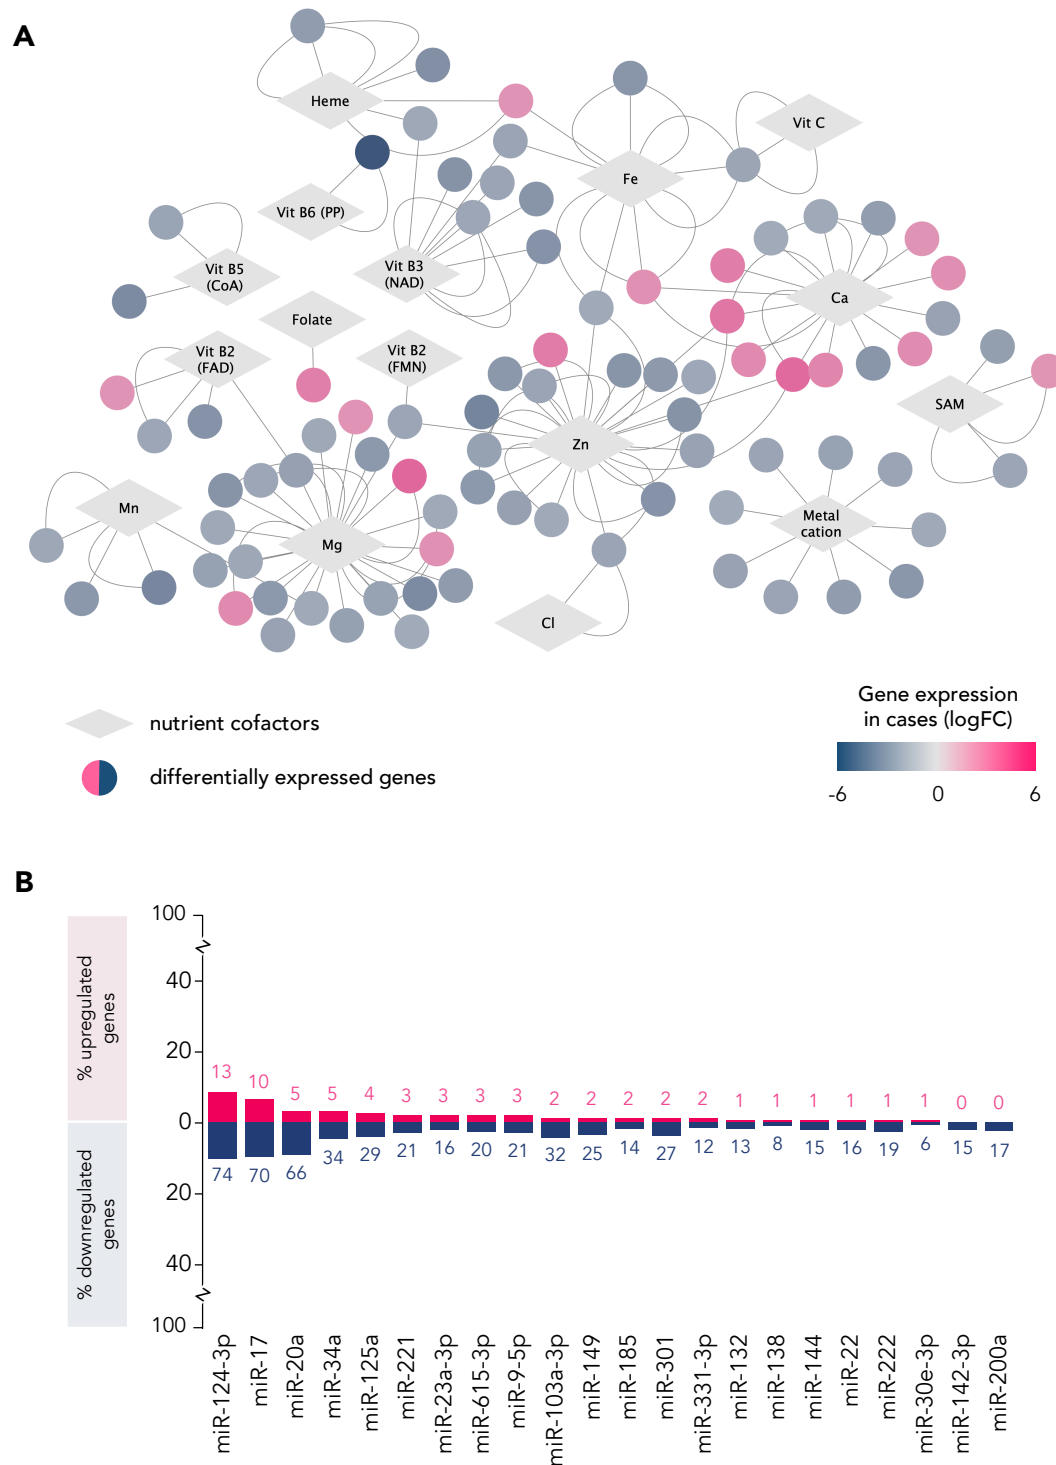 A
Heme
Vit C
Fe
Vit B6 (PP)
Vit B5
(CoA)
Vit B3
(NAD)
Ca
Folate
Vit B2
(FAD)
Vit B2
(FMN)
SAM
Zn
Mn
Mg
Metal
cation
Cl
nutrient cofactors
differentially expressed genes
Gene expression
in cases (logFC)
-6 0 6
B
% upregulated
genes
% downregulated
genes
100
40
20
0
20
40
100
13 10 5 5 4 3 3 3 3 2 2 2 2 2 1 1 1 1 1 1 0 0
74 70 66 34 29 21 16 20 21 32 25 14 27 12 13 8 15 16 19 6 15 17
miR-124-3p
miR-17
miR-20a
miR-34a
miR-125a
miR-221
miR-23a-3p
miR-615-3p
miR-9-5p
miR-103a-3p
miR-149
miR-185
miR-301
miR-331-3p
miR-132
miR-138
miR-144
miR-22
miR-222
miR-30e-3p
miR-142-3p
miR-200a